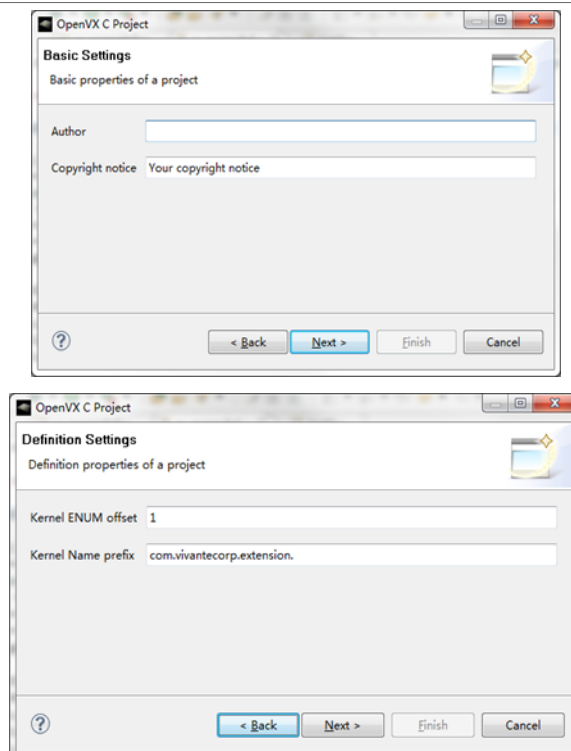 OpenVX C Project
Basic Settings
Basic properties of a project
Author
Copyright notice Your copyright notice
?
< Back Next > Finish Cancel
OpenVX C Project
Definition Settings
Definition properties of a project
Kernel ENUM offset 1
Kernel Name prefix com.vivantecorp.extension.
?
< Back Next > Finish Cancel